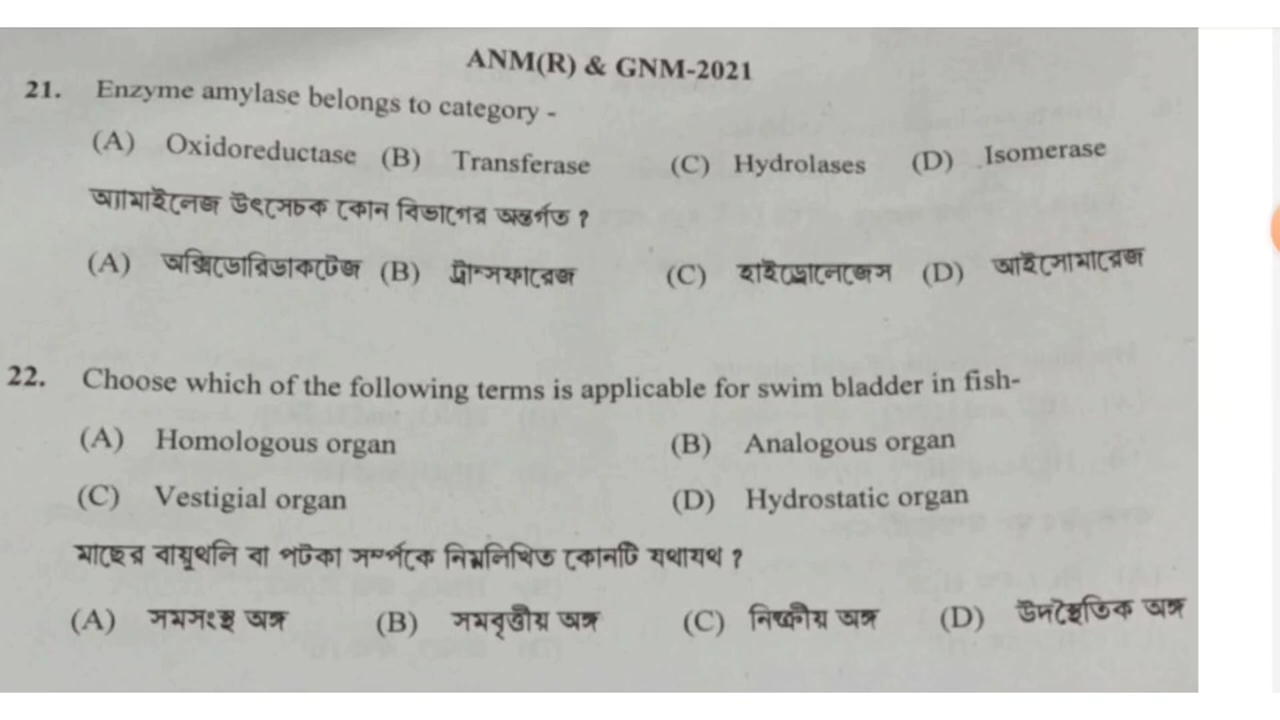 ANM(R) & GNM-2021
21. Enzyme amylase belongs to category -
(A) Oxidoreductase (B) Transferase (C) Hydrolases (D) Isomerase
অ্যামাইলেজ উৎসেচক কোন বিভাগের অন্তর্গত ?
(A) অক্সিডোরিডাকটেজ (B) ট্রান্সফারেজ (C) হাইড্রোলেজেস (D) আইসোমারেজ
22. Choose which of the following terms is applicable for swim bladder in fish-
(A) Homologous organ (B) Analogous organ
(C) Vestigial organ (D) Hydrostatic organ
মাছের বায়ুথলি বা পটকা সম্পর্কে নিম্নলিখিত কোনটি যথাযথ ?
(A) সমসংস্থ অঙ্গ (B) সমবৃত্তীয় অঙ্গ (C) নিষ্ক্রীয় অঙ্গ (D) উদস্থৈতিক অঙ্গ